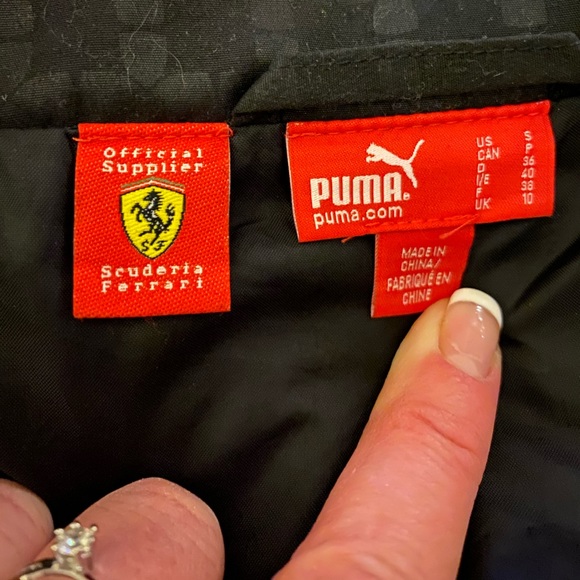 Official
Supplier
S F
Scuderia
Ferrari
PUMA®
puma.com
US S
CAN P
D 36
I/E 40
F 38
UK 10
MADE IN
CHINA/
FABRIQUÉ EN
CHINE